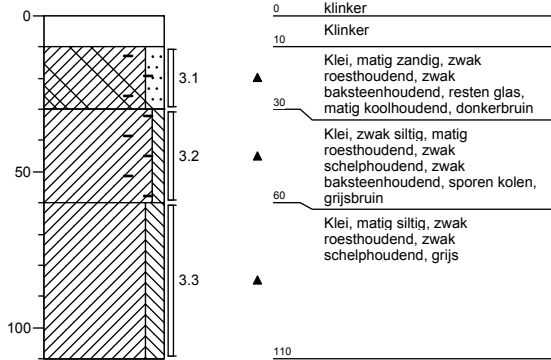 0
klinker
0
Klinker
10
Klei, matig zandig, zwak
roesthoudend, zwak
baksteenhoudend, resten glas,
matig koolhoudend, donkerbruin
3.1
30
Klei, zwak siltig, matig
roesthoudend, zwak
schelphoudend, zwak
baksteenhoudend, sporen kolen,
grijsbruin
3.2
50
60
Klei, matig siltig, zwak
roesthoudend, zwak
schelphoudend, grijs
3.3
100
110